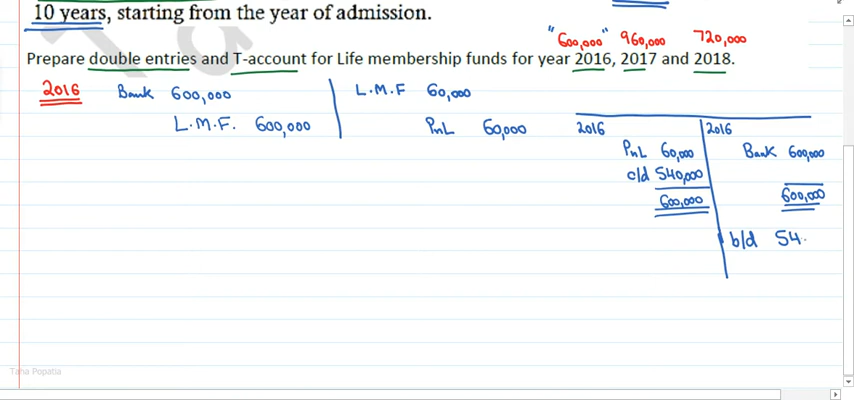 10 years, starting from the year of admission.
"600,000" 960,000 720,000
Prepare double entries and T-account for Life membership funds for year 2016, 2017 and 2018.
2016 Bank 600,000
L.M.F. 600,000
L.M.F 60,000
PnL 60,000
2016 2016
PnL 60,000 Bank 600,000
c/d 540,000
600,000 600,000
b/d 54.
Taha Popatia